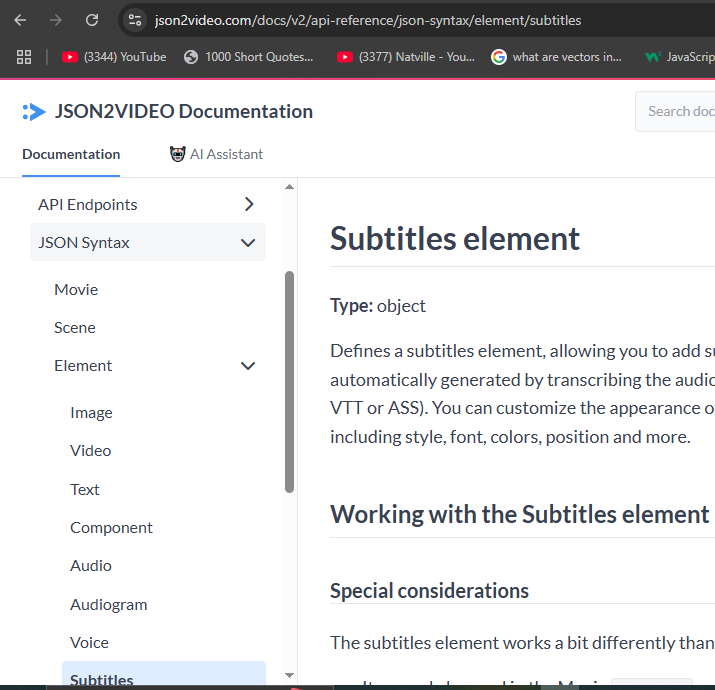 json2video.com/docs/v2/api-reference/json-syntax/element/subtitles
(3344) YouTube
1000 Short Quotes...
(3377) Natville - You...
what are vectors in...
JavaScrip
JSON2VIDEO Documentation
Search doc
Documentation
AI Assistant
API Endpoints
JSON Syntax
Movie
Scene
Element
Image
Video
Text
Component
Audio
Audiogram
Voice
Subtitles
Subtitles element
Type: object
Defines a subtitles element, allowing you to add su
automatically generated by transcribing the audio
VTT or ASS). You can customize the appearance o
including style, font, colors, position and more.
Working with the Subtitles element
Special considerations
The subtitles element works a bit differently than